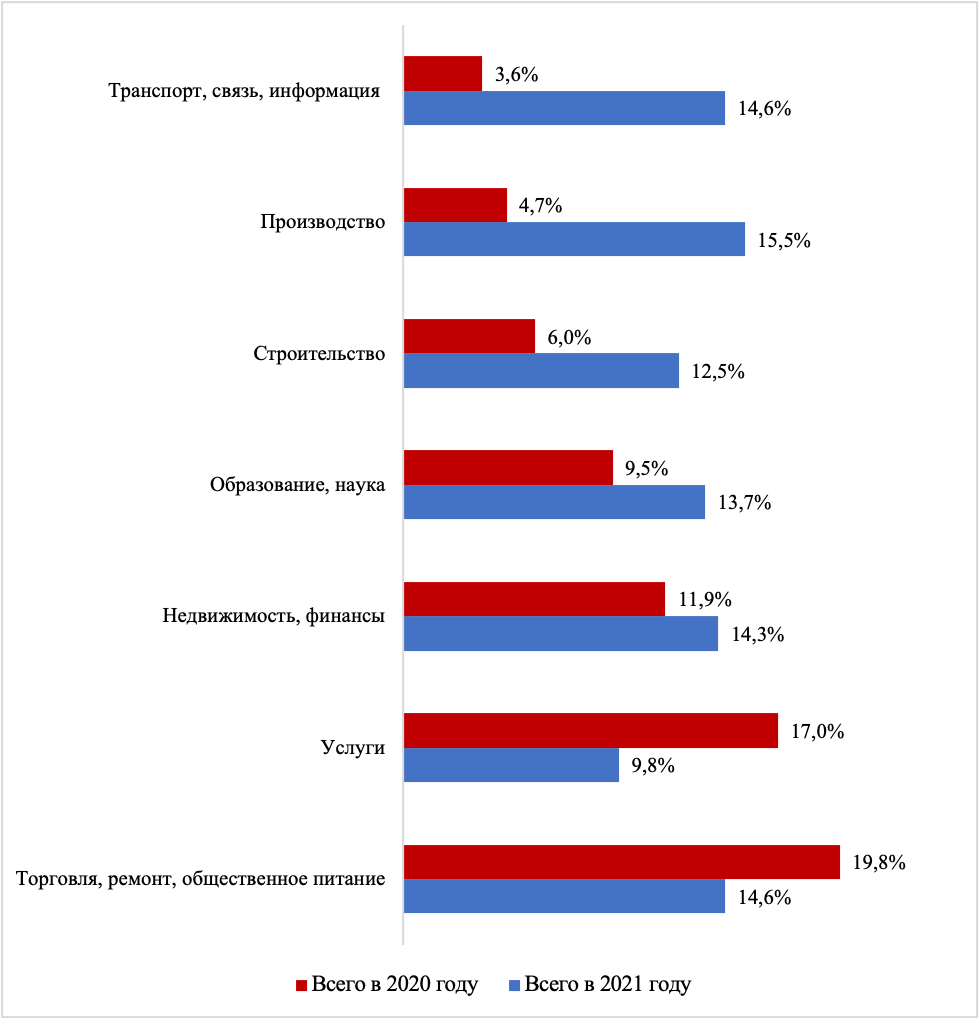 3,6%
Транспорт, связь, информация
14,6%
4,7%
Производство
15,5%
6,0%
Строительство
12,5%
9,5%
Образование, наука
13,7%
11,9%
Недвижимость, финансы
14,3%
17,0%
Услуги
9,8%
19,8%
Торговля, ремонт, общественное питание
14,6%
Всего в 2020 году Всего в 2021 году